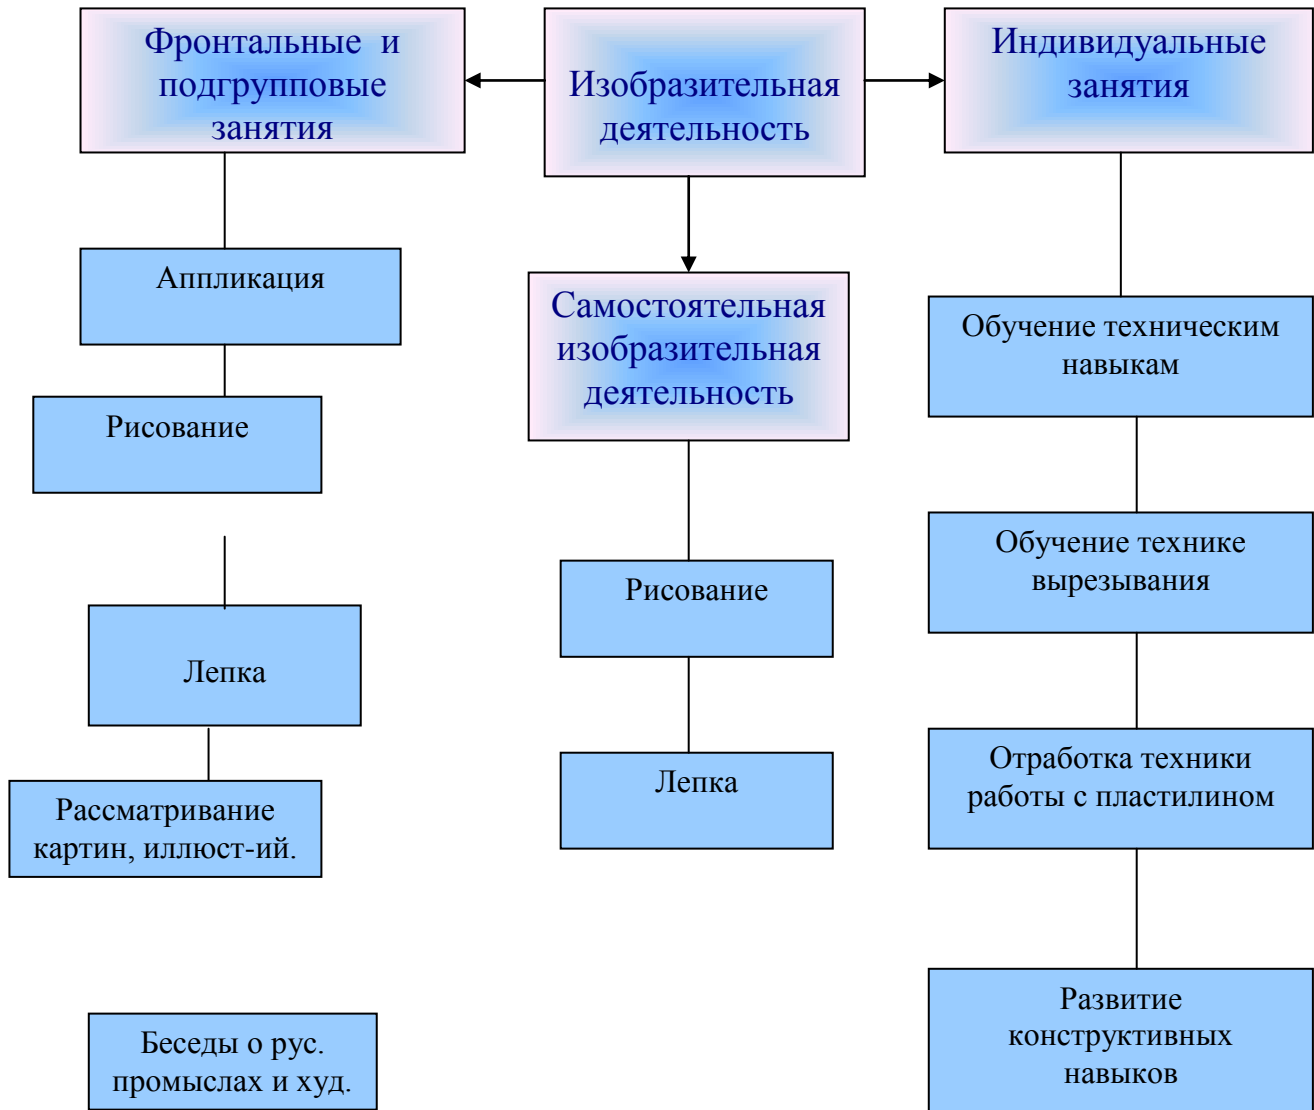 Фронтальные и
подгрупповые
занятия
Изобразительная
деятельность
Индивидуальные
занятия
Аппликация
Рисование
Лепка
Рассматривание
картин, иллюст-ий.
Беседы о рус.
промыслах и худ.
Самостоятельная
изобразительная
деятельность
Рисование
Лепка
Обучение техническим
навыкам
Обучение технике
вырезывания
Отработка техники
работы с пластилином
Развитие
конструктивных
навыков